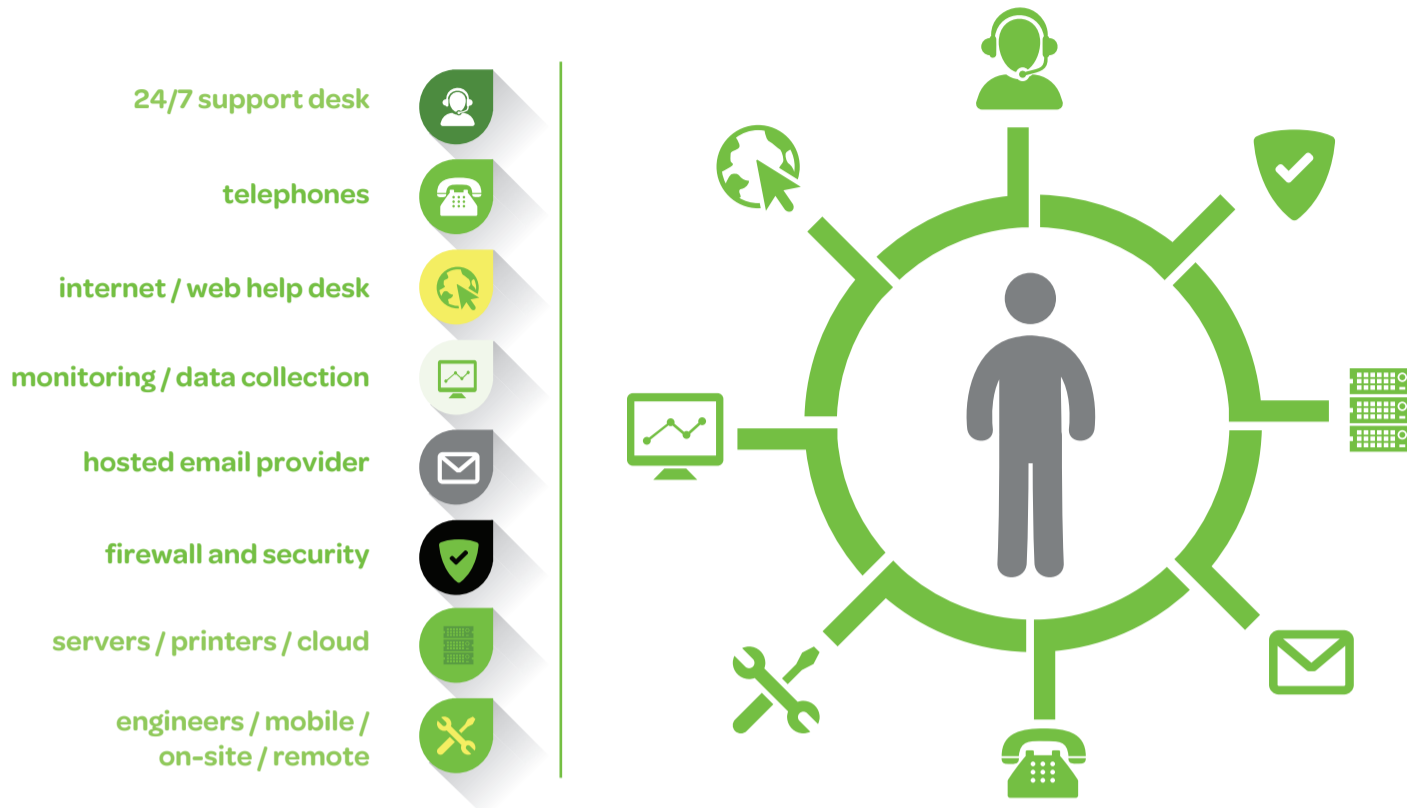 24/7 support desk
telephones
internet / web help desk
monitoring / data collection
hosted email provider
firewall and security
servers / printers / cloud
engineers / mobile /
on-site / remote